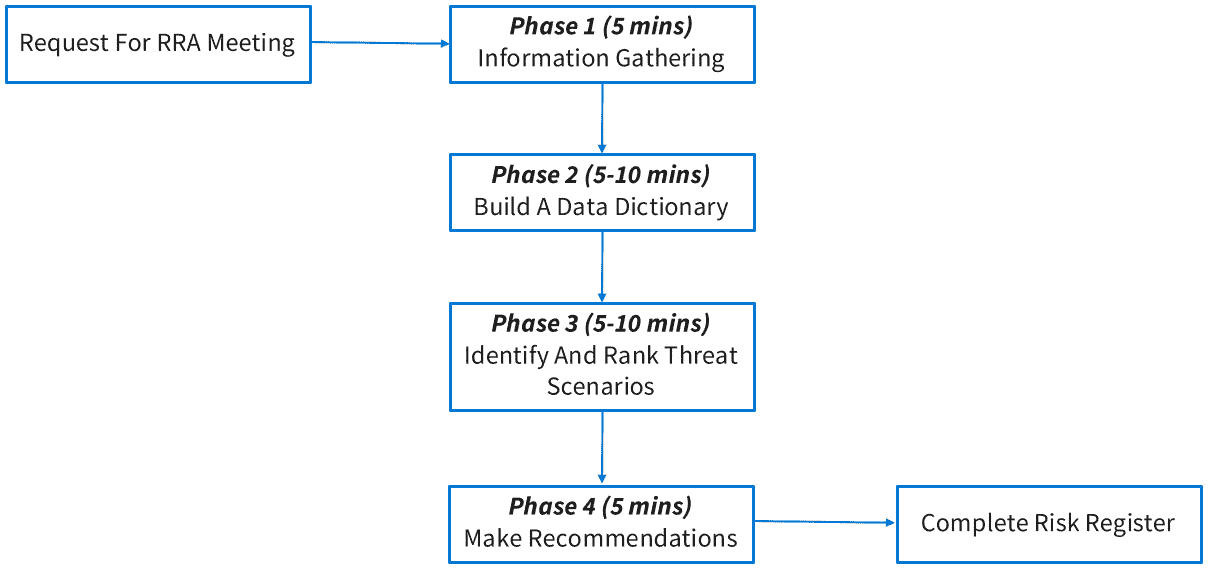 Request For RRA Meeting
Phase 1 (5 mins)
Information Gathering
Phase 2 (5-10 mins)
Build A Data Dictionary
Phase 3 (5-10 mins)
Identify And Rank Threat
Scenarios
Phase 4 (5 mins)
Make Recommendations
Complete Risk Register